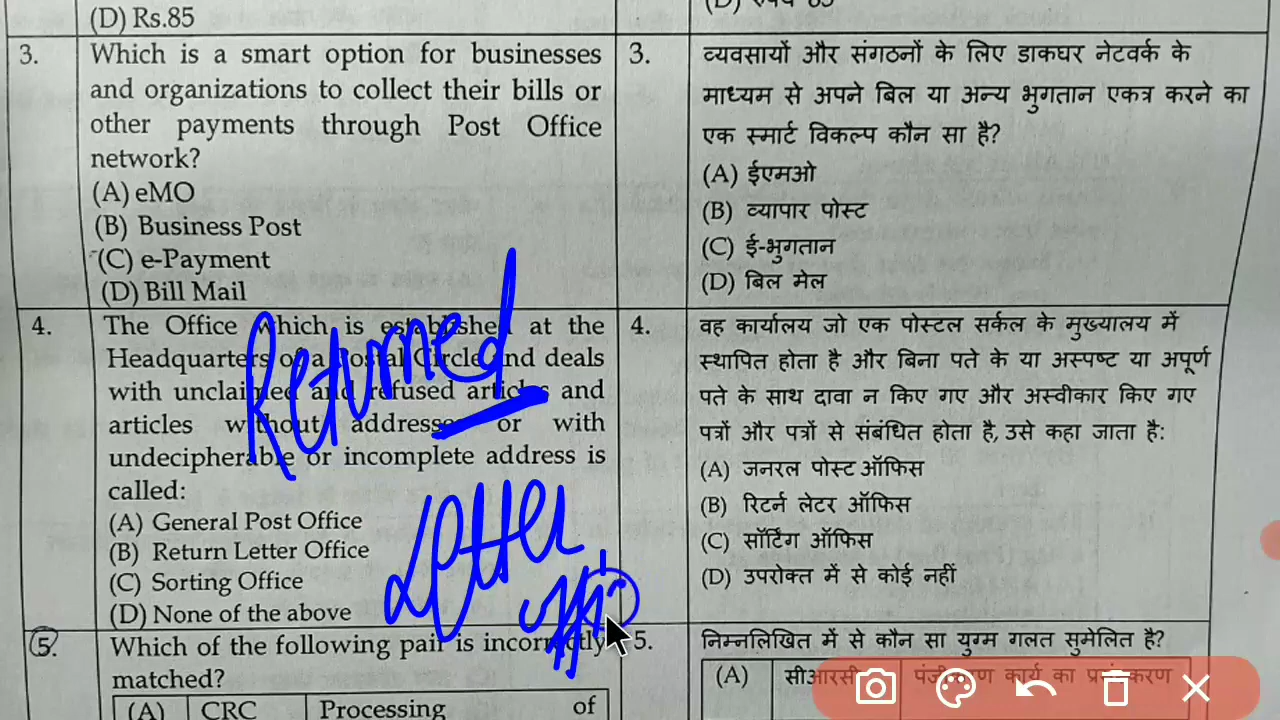 (D) Rs.85
3.
Which is a smart option for businesses
and organizations to collect their bills or
other payments through Post Office
network?
(A) eMO
(B) Business Post
(C) e-Payment
(D) Bill Mail
3.
व्यवसायों और संगठनों के लिए डाकघर नेटवर्क के
माध्यम से अपने बिल या अन्य भुगतान एकत्र करने का
एक स्मार्ट विकल्प कौन सा है?
(A) ईएमओ
(B) व्यापार पोस्ट
(C) ई-भुगतान
(D) बिल मेल
4.
The Office which is established at the
Headquarters of a Postal Circle and deals
with unclaimed and refused articles and
articles without addresses or with
undecipherable or incomplete address is
called:
(A) General Post Office
(B) Return Letter Office
(C) Sorting Office
(D) None of the above
Returned
Letter
4.
वह कार्यालय जो एक पोस्टल सर्कल के मुख्यालय में
स्थापित होता है और बिना पते के या अस्पष्ट या अपूर्ण
पते के साथ दावा न किए गए और अस्वीकार किए गए
पत्रों और पत्रों से संबंधित होता है, उसे कहा जाता है:
(A) जनरल पोस्ट ऑफिस
(B) रिटर्न लेटर ऑफिस
(C) सॉर्टिंग ऑफिस
(D) उपरोक्त में से कोई नहीं
5.
Which of the following pair is incorrectly
matched?
(A) CRC Processing of
5.
निम्नलिखित में से कौन सा युग्म गलत सुमेलित है?
(A) सीआरसी कार्य का